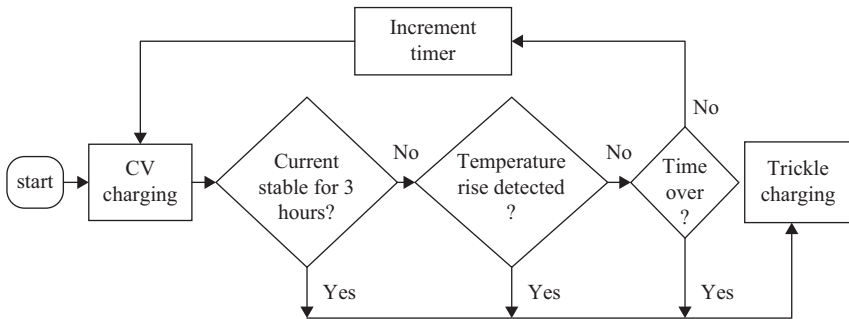 Increment
timer
No
start
CV
charging
Current
stable for 3
hours?
No
Temperature
rise detected
?
No
Time
over
?
Trickle
charging
Yes
Yes
Yes